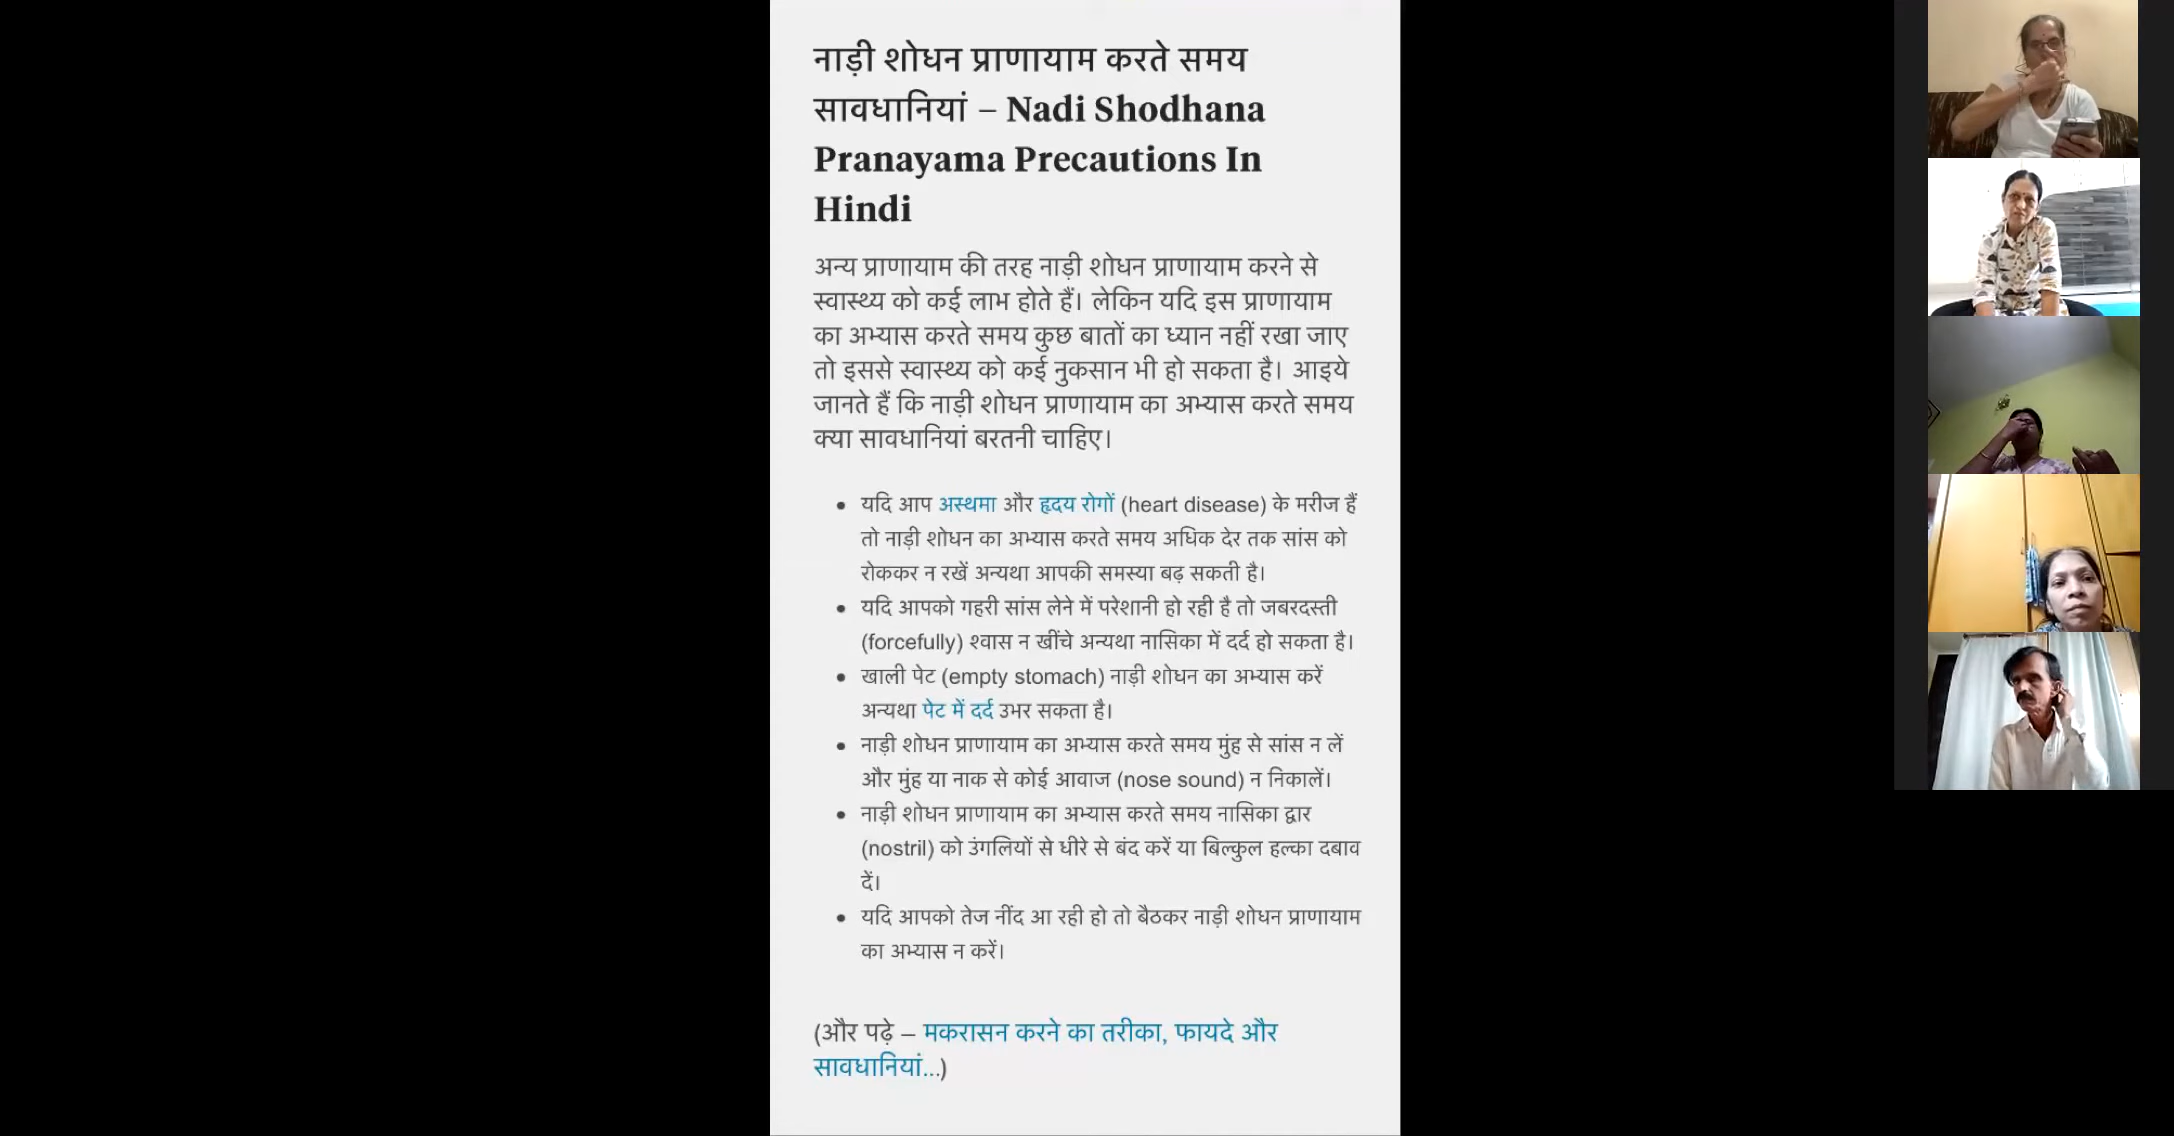 नाड़ी शोधन प्राणायाम करते समय
सावधानियां – Nadi Shodhana
Pranayama Precautions In
Hindi
अन्य प्राणायाम की तरह नाड़ी शोधन प्राणायाम करने से
स्वास्थ्य को कई लाभ होते हैं। लेकिन यदि इस प्राणायाम
का अभ्यास करते समय कुछ बातों का ध्यान नहीं रखा जाए
तो इससे स्वास्थ्य को कई नुकसान भी हो सकता है। आइये
जानते हैं कि नाड़ी शोधन प्राणायाम का अभ्यास करते समय
क्या सावधानियां बरतनी चाहिए।
• यदि आप अस्थमा और हृदय रोगों (heart disease) के मरीज हैं
तो नाड़ी शोधन का अभ्यास करते समय अधिक देर तक सांस को
रोककर न रखें अन्यथा आपकी समस्या बढ़ सकती है।
• यदि आपको गहरी सांस लेने में परेशानी हो रही है तो जबरदस्ती
(forcefully) श्वास न खींचे अन्यथा नासिका में दर्द हो सकता है।
• खाली पेट (empty stomach) नाड़ी शोधन का अभ्यास करें
अन्यथा पेट में दर्द उभर सकता है।
• नाड़ी शोधन प्राणायाम का अभ्यास करते समय मुंह से सांस न लें
और मुंह या नाक से कोई आवाज (nose sound) न निकालें।
• नाड़ी शोधन प्राणायाम का अभ्यास करते समय नासिका द्वार
(nostril) को उंगलियों से धीरे से बंद करें या बिल्कुल हल्का दबाव
दें।
• यदि आपको तेज नींद आ रही हो तो बैठकर नाड़ी शोधन प्राणायाम
का अभ्यास न करें।
(और पढ़े – मकरासन करने का तरीका, फायदे और
सावधानियां...)